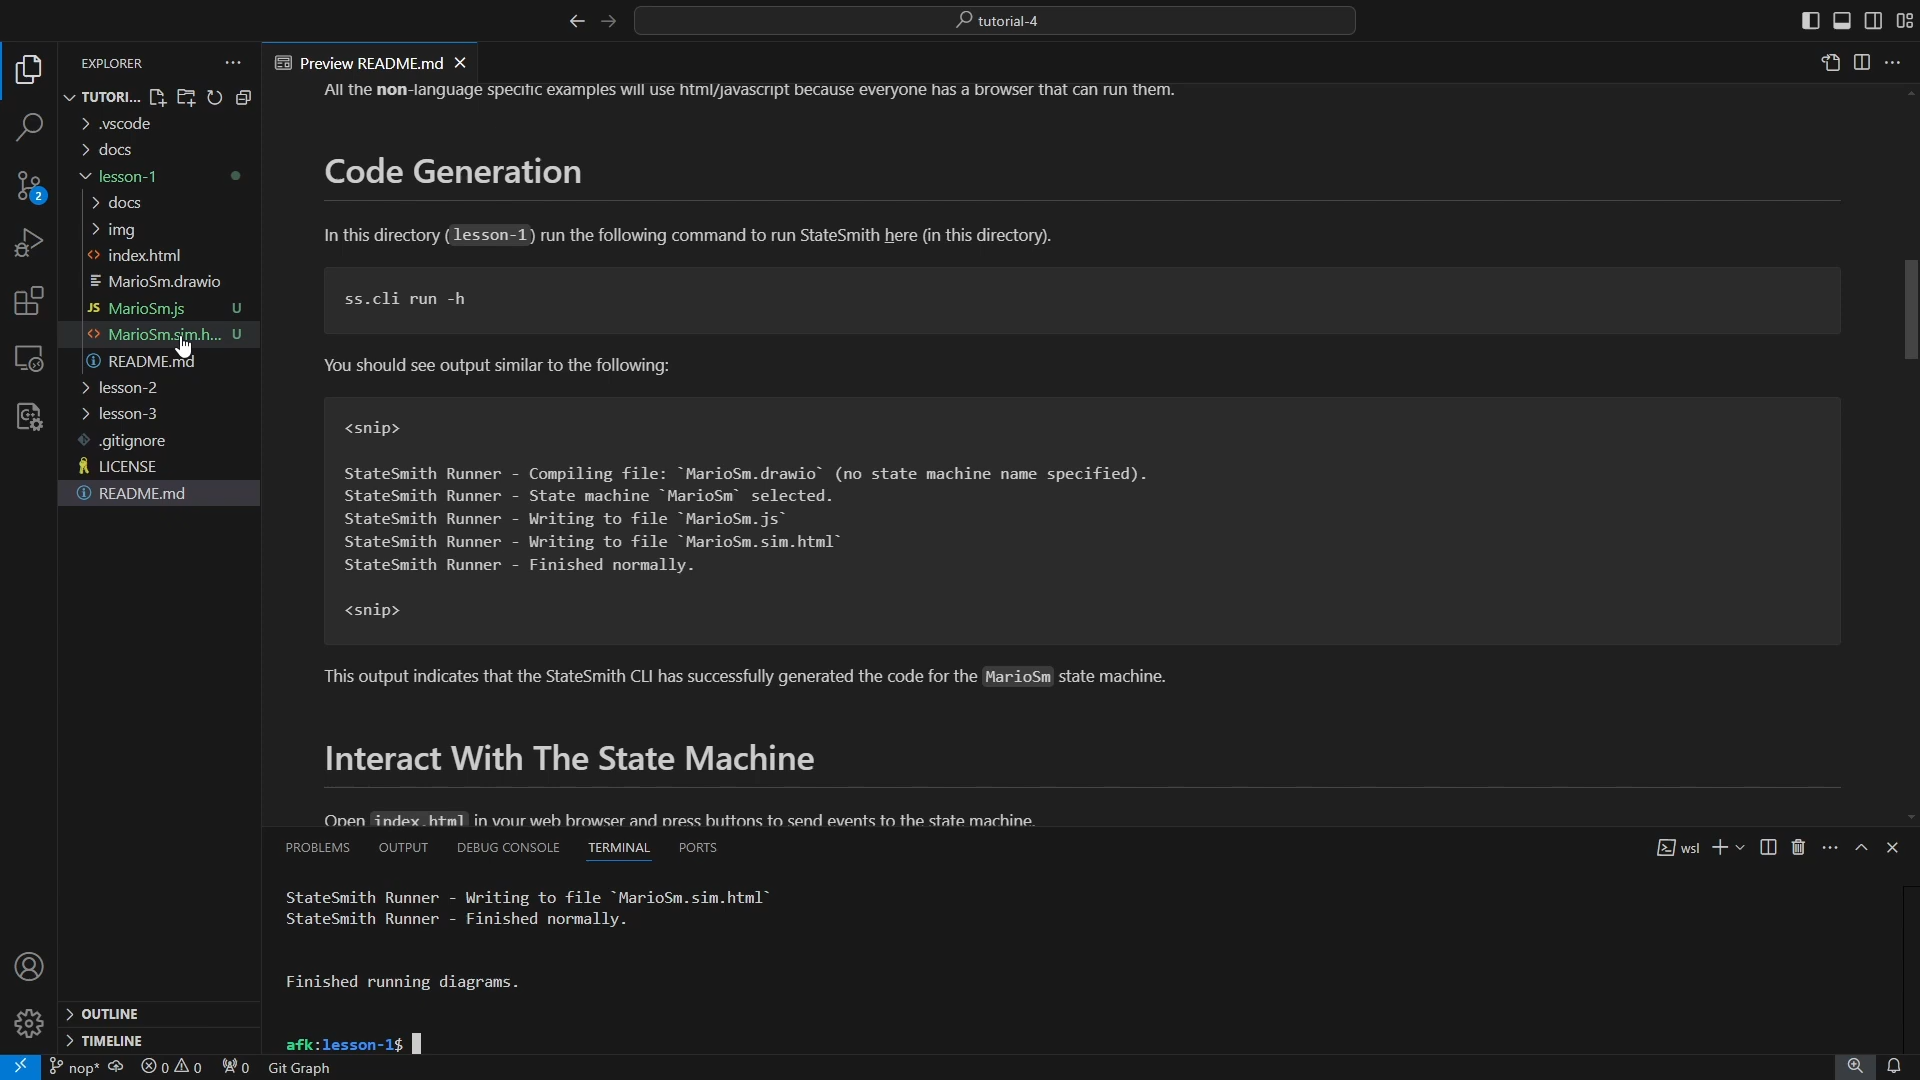 tutorial-4
EXPLORER
TUTORI...
.vscode
docs
lesson-1
docs
img
index.html
MarioSm.drawio
JS MarioSm.js U
MarioSm.sim.h... U
README.md
lesson-2
lesson-3
.gitignore
LICENSE
README.md
OUTLINE
TIMELINE
2
Preview README.md
All the non-language specific examples will use html/javascript because everyone has a browser that can run them.
Code Generation
In this directory (lesson-1) run the following command to run StateSmith here (in this directory).
ss.cli run -h
You should see output similar to the following:
<snip>
StateSmith Runner - Compiling file: `MarioSm.drawio` (no state machine name specified).
StateSmith Runner - State machine `MarioSm` selected.
StateSmith Runner - Writing to file `MarioSm.js`
StateSmith Runner - Writing to file `MarioSm.sim.html`
StateSmith Runner - Finished normally.
<snip>
This output indicates that the StateSmith CLI has successfully generated the code for the MarioSm state machine.
Interact With The State Machine
Open index.html in your web browser and press buttons to send events to the state machine.
PROBLEMS OUTPUT DEBUG CONSOLE TERMINAL PORTS
wsl
StateSmith Runner - Writing to file `MarioSm.sim.html`
StateSmith Runner - Finished normally.
Finished running diagrams.
afk:lesson-1$
nop* 0 0 0 Git Graph